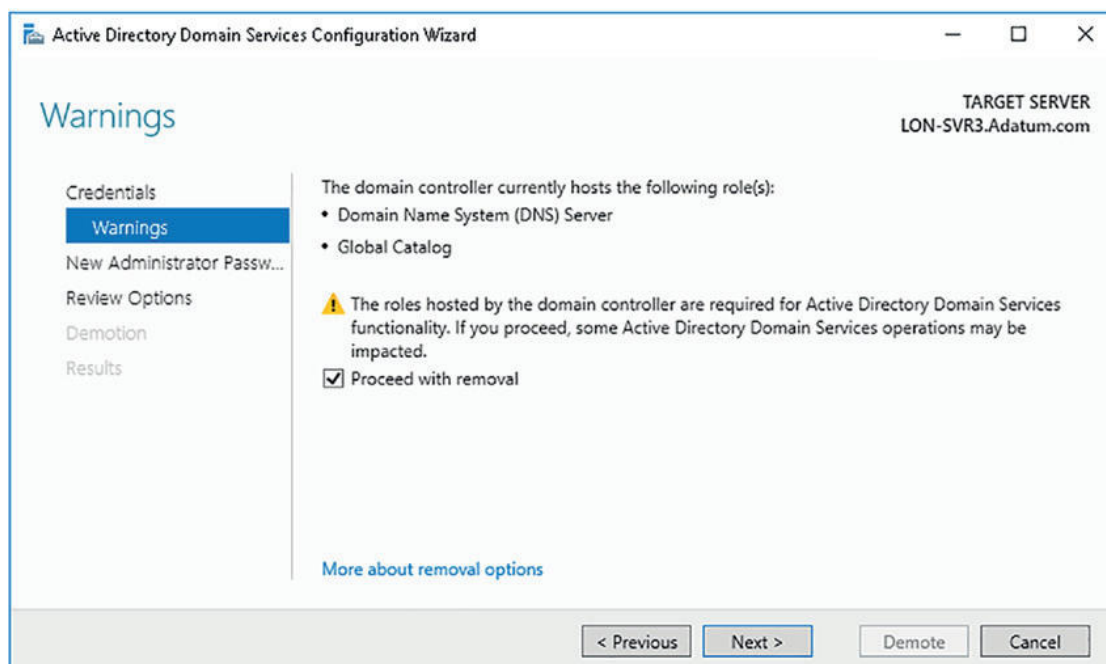 Active Directory Domain Services Configuration Wizard
Warnings
TARGET SERVER
LON-SVR3.Adatum.com
Credentials
Warnings
New Administrator Passw...
Review Options
Demotion
Results
The domain controller currently hosts the following role(s):
• Domain Name System (DNS) Server
• Global Catalog
The roles hosted by the domain controller are required for Active Directory Domain Services
functionality. If you proceed, some Active Directory Domain Services operations may be
impacted.
Proceed with removal
More about removal options
< Previous
Next >
Demote
Cancel